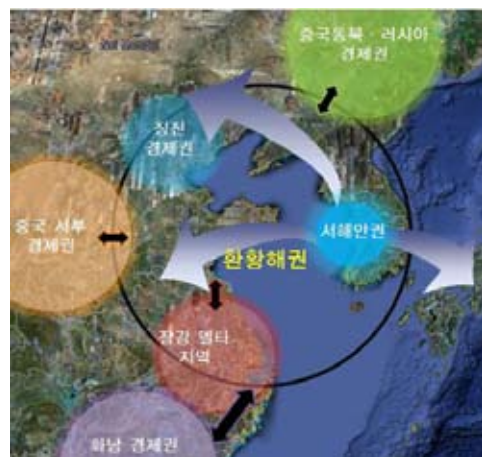 중국동북·러시아
경제권
징진
경제권
중국 서부
경제권
서해안권
환황해권
장강 델타
지역
화남 경제권